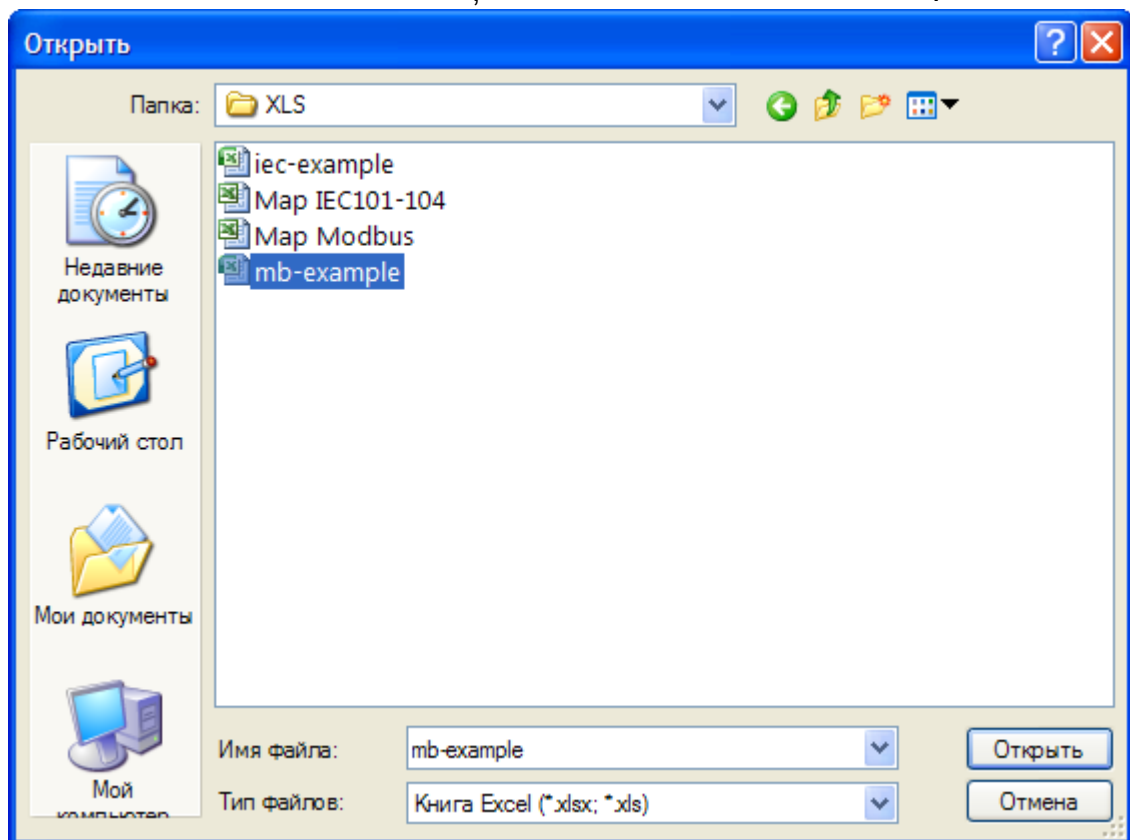 Открыть
Папка: XLS
iec-example
Map IEC101-104
Map Modbus
mb-example
Недавние
документы
Рабочий стол
Мои документы
Мой
компьютер
Имя файла: mb-example Открыть
Тип файлов: Книга Excel (*.xlsx; *.xls) Отмена